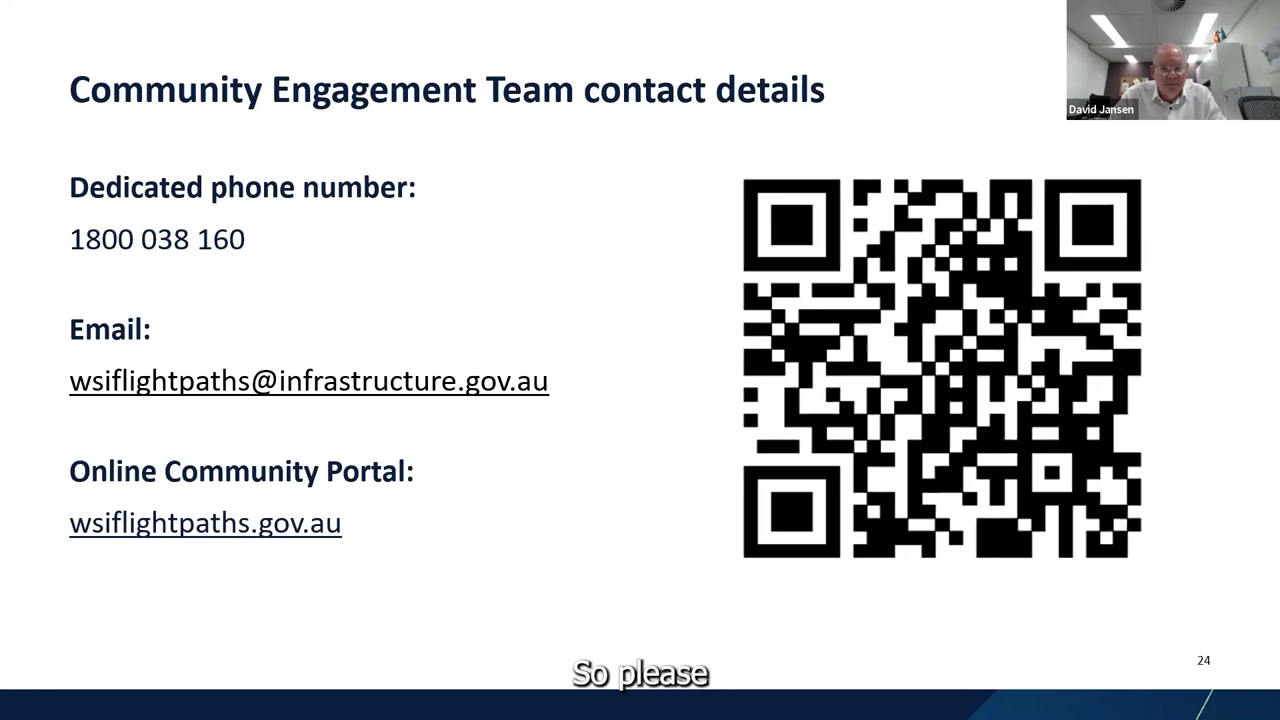 Community Engagement Team contact details
David Jansen
Dedicated phone number:
1800 038 160
Email:
wsiflightpaths@infrastructure.gov.au
Online Community Portal:
wsiflightpaths.gov.au
24
So please